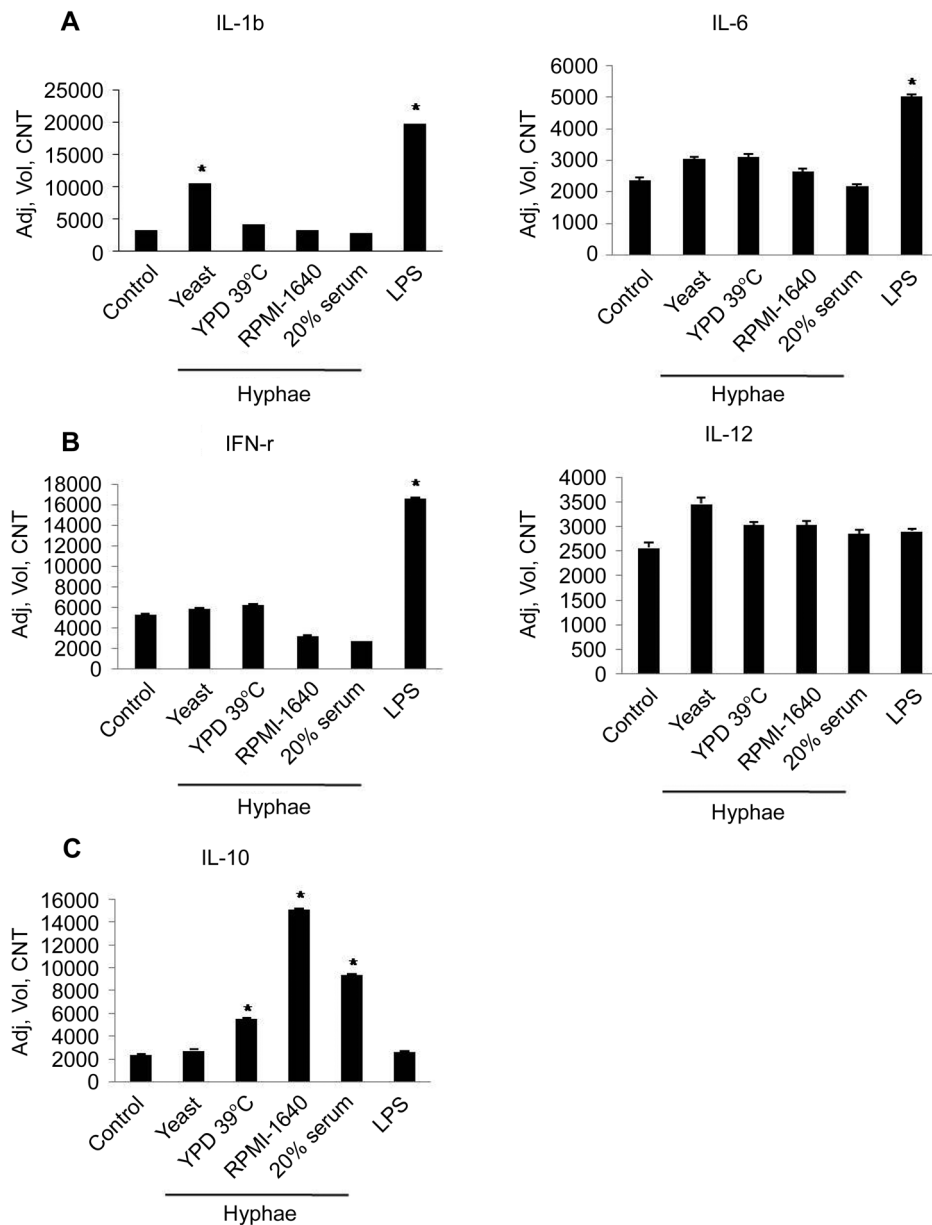 A
IL-1b
Adj, Vol, CNT
25000
20000
15000
10000
5000
0
*
*
Control
Yeast
YPD 39°C
RPMI-1640
20% serum
LPS
Hyphae
IL-6
Adj, Vol, CNT
6000
5000
4000
3000
2000
1000
0
*
Control
Yeast
YPD 39°C
RPMI-1640
20% serum
LPS
Hyphae
B
IFN-r
Adj, Vol, CNT
18000
16000
14000
12000
10000
8000
6000
4000
2000
0
*
Control
Yeast
YPD 39°C
RPMI-1640
20% serum
LPS
Hyphae
IL-12
Adj, Vol, CNT
4000
3500
3000
2500
2000
1500
1000
500
0
Control
Yeast
YPD 39°C
RPMI-1640
20% serum
LPS
Hyphae
C
IL-10
Adj, Vol, CNT
16000
14000
12000
10000
8000
6000
4000
2000
0
*
*
*
Control
Yeast
YPD 39°C
RPMI-1640
20% serum
LPS
Hyphae